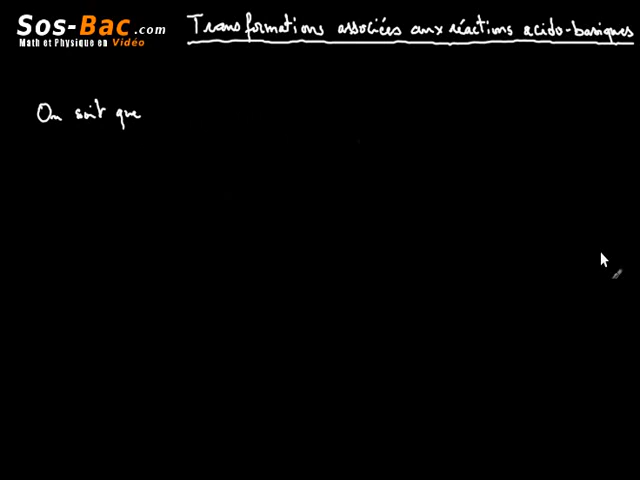 Sos-Bac.com
Math et Physique en Vidéo
Transformations associées aux réactions acido-basiques
On sait que